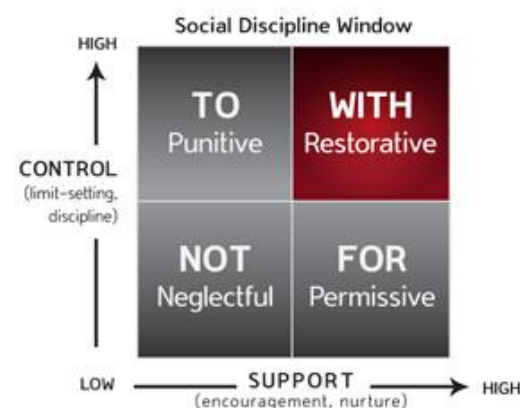 Social Discipline Window
HIGH
TO
Punitive
WITH
Restorative
CONTROL
(limit-setting,
discipline)
NOT
Neglectful
FOR
Permissive
LOW
SUPPORT
HIGH
(encouragement, nurture)